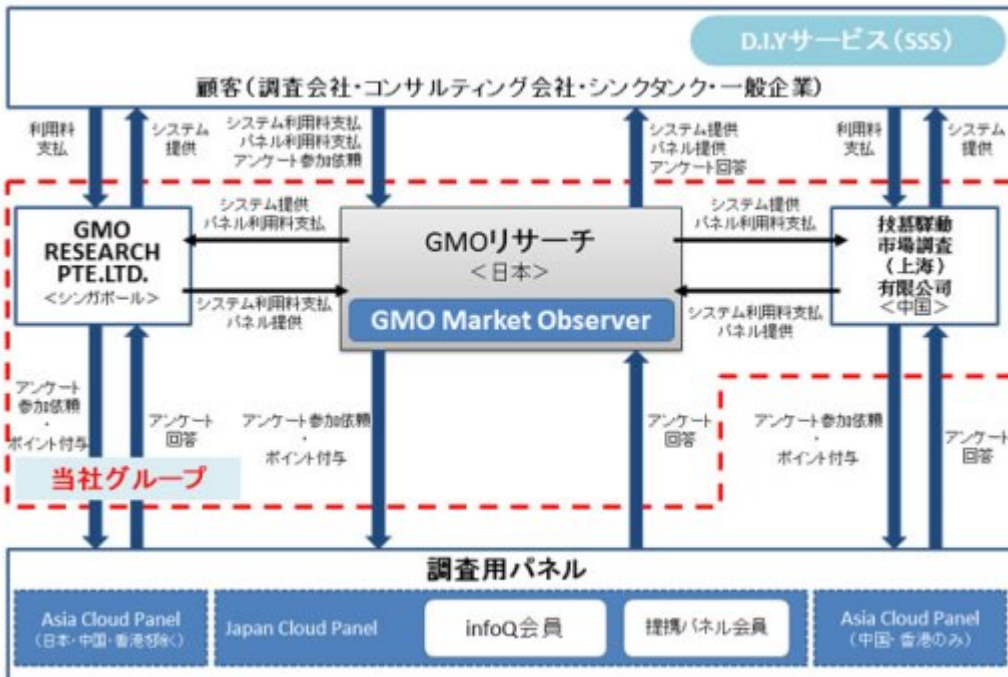 D.I.Yサービス(SSS)
顧客(調査会社・コンサルティング会社・シンクタンク・一般企業)
利用料
支払
システム
提供
システム利用料支払
パネル利用料支払
アンケート参加依頼
システム提供
パネル提供
アンケート回答
利用料
支払
システム
提供
GMO
RESEARCH
PTE.LTD.
<シンガポール>
システム提供
パネル利用料支払
システム利用料支払
パネル提供
GMOリサーチ
<日本>
GMO Market Observer
システム提供
パネル利用料支払
システム利用料支払
パネル提供
技慕驛動
市場調査
(上海)
有限公司
<中国>
アンケート
参加依頼
・
ポイント付与
アンケート
回答
アンケート参加依頼
・
ポイント付与
アンケート
回答
アンケート参加依頼
・
ポイント付与
アンケート
回答
当社グループ
調査用パネル
Asia Cloud Panel
(日本・中国・香港を除く)
Japan Cloud Panel
infoQ会員
提携パネル会員
Asia Cloud Panel
(中国・香港のみ)